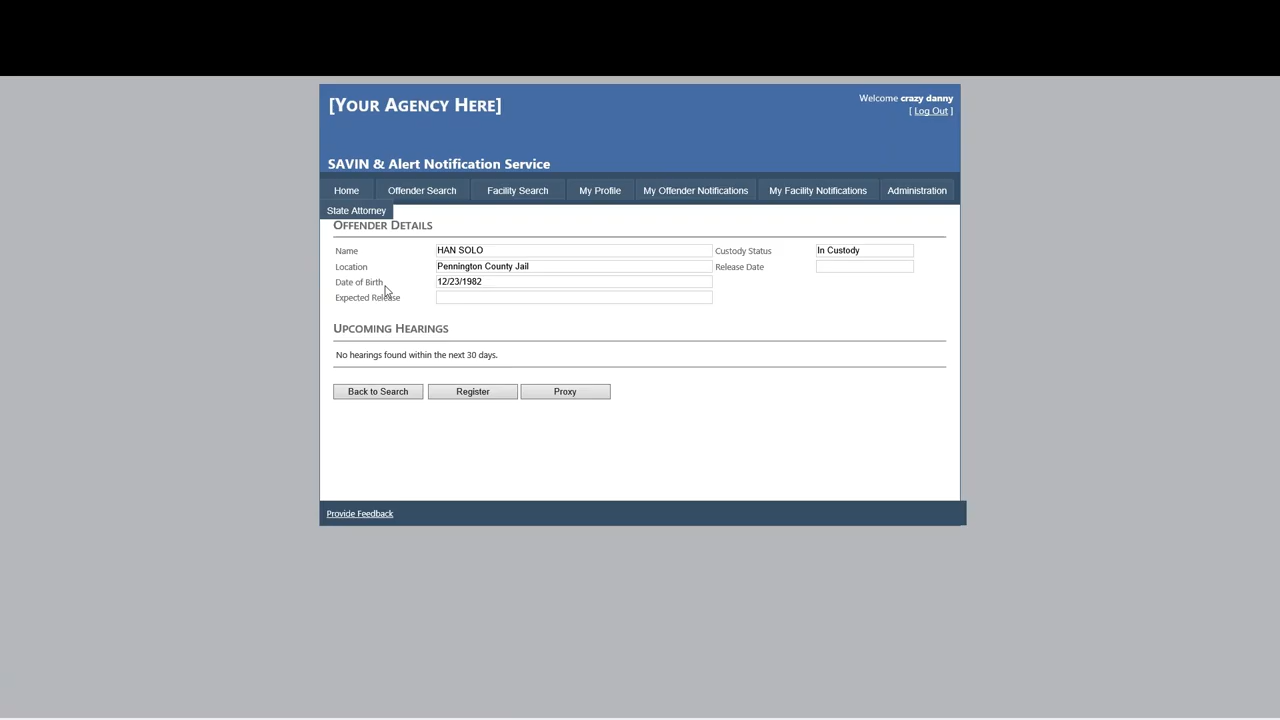 [YOUR AGENCY HERE]
Welcome crazy danny
[ Log Out ]
SAVIN & Alert Notification Service
Home Offender Search Facility Search My Profile My Offender Notifications My Facility Notifications Administration
State Attorney
OFFENDER DETAILS
Name HAN SOLO Custody Status In Custody
Location Pennington County Jail Release Date
Date of Birth 12/23/1982
Expected Release
UPCOMING HEARINGS
No hearings found within the next 30 days.
Back to Search Register Proxy
Provide Feedback